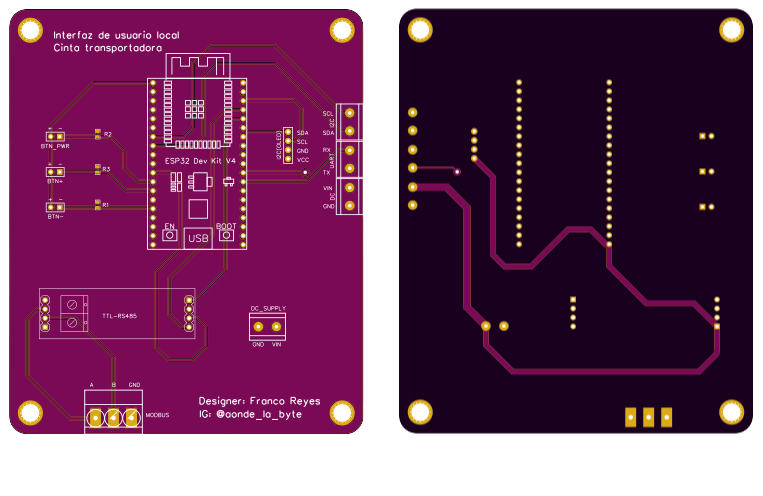 Interfaz de usuario local
Cinta transportadora
SCL
I2C
SDA
BTN_PWR
R2
SDA
SCL
GND
VCC
I2C(OLED)
RX
UART
TX
ESP32 Dev Kit V4
BTN+
R3
VIN
DC
GND
BTN-
R1
EN
BOOT
USB
TTL-RS485
DC_SUPPLY
GND
VIN
A
B
GND
MODBUS
Designer: Franco Reyes
IG: @aonde_la_byte